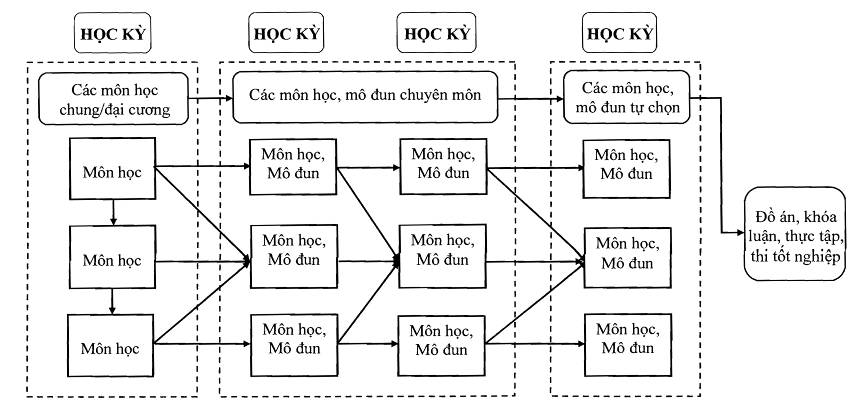 HỌC KỲ
HỌC KỲ
HỌC KỲ
HỌC KỲ
Các môn học
chung/đại cương
Các môn học, mô đun chuyên môn
Các môn học,
mô đun tự chọn
Môn học
Môn học,
Mô đun
Môn học,
Mô đun
Môn học,
Mô đun
Môn học
Môn học,
Mô đun
Môn học,
Mô đun
Môn học,
Mô đun
Môn học
Môn học,
Mô đun
Môn học,
Mô đun
Môn học,
Mô đun
Đồ án, khóa
luận, thực tập,
thi tốt nghiệp